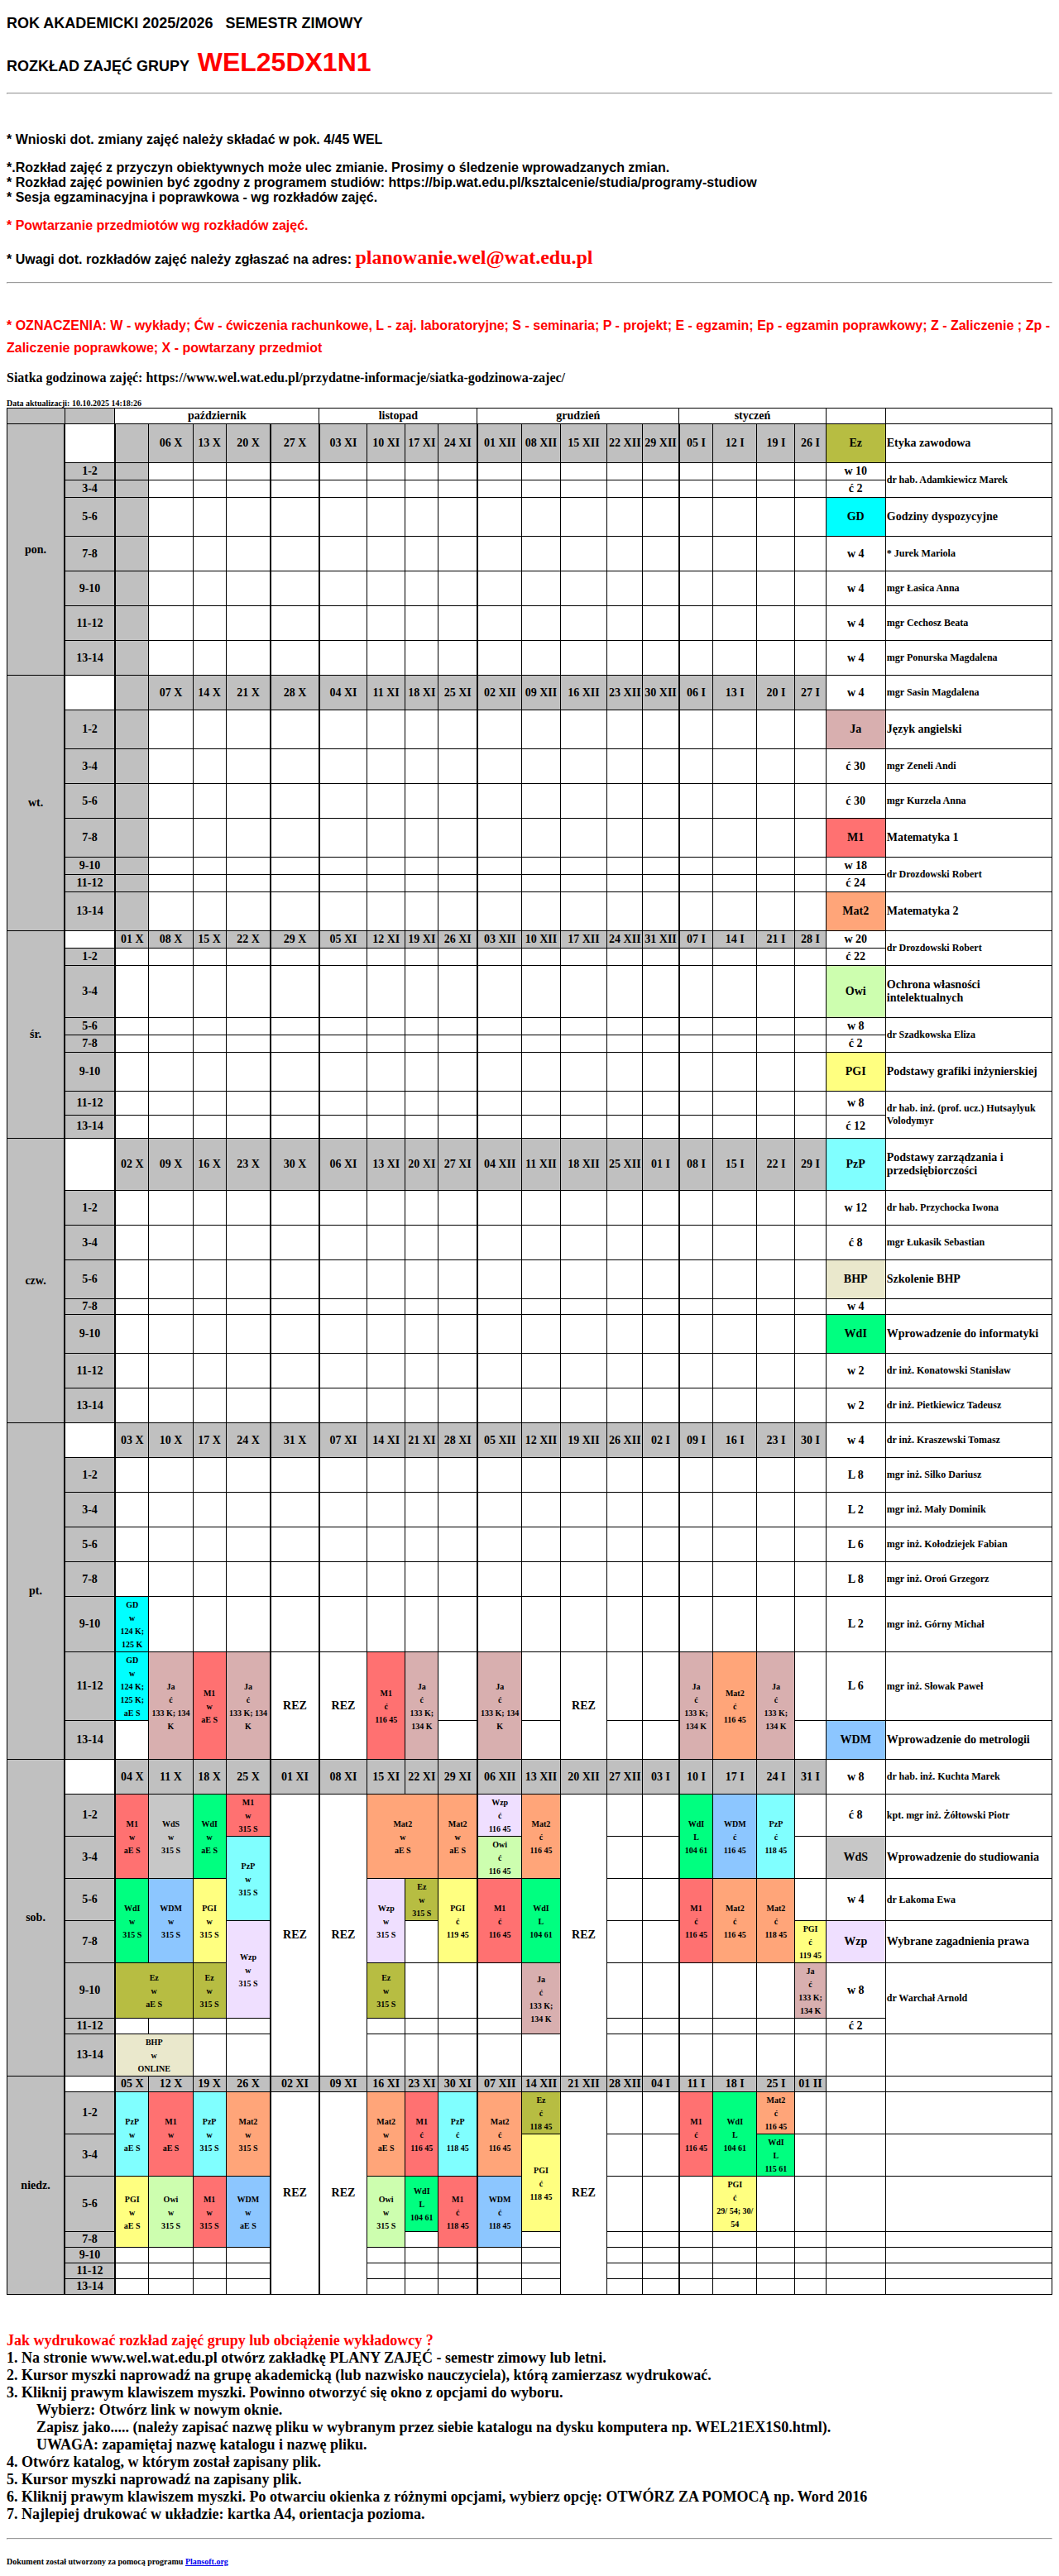 ROK AKADEMICKI 2025/2026 SEMESTR ZIMOWY
ROZKŁAD ZAJĘĆ GRUPY WEL25DX1N1
* Wnioski dot. zmiany zajęć należy składać w pok. 4/45 WEL
*.Rozkład zajęć z przyczyn obiektywnych może ulec zmianie. Prosimy o śledzenie wprowadzanych zmian.
* Rozkład zajęć powinien być zgodny z programem studiów: https://bip.wat.edu.pl/ksztalcenie/studia/programy-studiow
* Sesja egzaminacyjna i poprawkowa - wg rozkładów zajęć.
* Powtarzanie przedmiotów wg rozkładów zajęć.
* Uwagi dot. rozkładów zajęć należy zgłaszać na adres: planowanie.wel@wat.edu.pl
* OZNACZENIA: W - wykłady; Ćw - ćwiczenia rachunkowe, L - zaj. laboratoryjne; S - seminaria; P - projekt; E - egzamin; Ep - egzamin poprawkowy; Z - Zaliczenie ; Zp -
Zaliczenie poprawkowe; X - powtarzany przedmiot
Siatka godzinowa zajęć: https://www.wel.wat.edu.pl/przydatne-informacje/siatka-godzinowa-zajec/
Data aktualizacji: 10.10.2025 14:18:26
październik listopad grudzień styczeń
pon. 06 X 13 X 20 X 27 X 03 XI 10 XI 17 XI 24 XI 01 XII 08 XII 15 XII 22 XII 29 XII 05 I 12 I 19 I 26 I Ez Etyka zawodowa
1-2 w 10 dr hab. Adamkiewicz Marek
3-4 ć 2
5-6 GD Godziny dyspozycyjne
7-8 w 4 * Jurek Mariola
9-10 w 4 mgr Łasica Anna
11-12 w 4 mgr Cechosz Beata
13-14 w 4 mgr Ponurska Magdalena
wt. 07 X 14 X 21 X 28 X 04 XI 11 XI 18 XI 25 XI 02 XII 09 XII 16 XII 23 XII 30 XII 06 I 13 I 20 I 27 I w 4 mgr Sasin Magdalena
1-2 Ja Język angielski
3-4 ć 30 mgr Zeneli Andi
5-6 ć 30 mgr Kurzela Anna
7-8 M1 Matematyka 1
9-10 w 18 dr Drozdowski Robert
11-12 ć 24
13-14 Mat2 Matematyka 2
śr. 01 X 08 X 15 X 22 X 29 X 05 XI 12 XI 19 XI 26 XI 03 XII 10 XII 17 XII 24 XII 31 XII 07 I 14 I 21 I 28 I w 20 dr Drozdowski Robert
1-2 ć 22
3-4 Owi Ochrona własności intelektualnych
5-6 w 8 dr Szadkowska Eliza
7-8 ć 2
9-10 PGI Podstawy grafiki inżynierskiej
11-12 w 8 dr hab. inż. (prof. ucz.) Hutsaylyuk Volodymyr
13-14 ć 12
czw. 02 X 09 X 16 X 23 X 30 X 06 XI 13 XI 20 XI 27 XI 04 XII 11 XII 18 XII 25 XII 01 I 08 I 15 I 22 I 29 I PzP Podstawy zarządzania i przedsiębiorczości
1-2 w 12 dr hab. Przychocka Iwona
3-4 ć 8 mgr Łukasik Sebastian
5-6 BHP Szkolenie BHP
7-8 w 4
9-10 WdI Wprowadzenie do informatyki
11-12 w 2 dr inż. Konatowski Stanisław
13-14 w 2 dr inż. Pietkiewicz Tadeusz
pt. 03 X 10 X 17 X 24 X 31 X 07 XI 14 XI 21 XI 28 XI 05 XII 12 XII 19 XII 26 XII 02 I 09 I 16 I 23 I 30 I w 4 dr inż. Kraszewski Tomasz
1-2 L 8 mgr inż. Silko Dariusz
3-4 L 2 mgr inż. Mały Dominik
5-6 L 6 mgr inż. Kołodziejek Fabian
7-8 L 8 mgr inż. Oroń Grzegorz
9-10 GD w 124 K; 125 K L 2 mgr inż. Górny Michał
11-12 GD w 124 K; 125 K; aE S Ja ć 133 K; 134 K M1 w aE S Ja ć 133 K; 134 K REZ REZ M1 ć 116 45 Ja ć 133 K; 134 K Ja ć 133 K; 134 K REZ Ja ć 133 K; 134 K Mat2 ć 116 45 Ja ć 133 K; 134 K L 6 mgr inż. Słowak Paweł
13-14 WDM Wprowadzenie do metrologii
sob. 04 X 11 X 18 X 25 X 01 XI 08 XI 15 XI 22 XI 29 XI 06 XII 13 XII 20 XII 27 XII 03 I 10 I 17 I 24 I 31 I w 8 dr hab. inż. Kuchta Marek
1-2 M1 w aE S WdS w 315 S WdI w aE S M1 w 315 S REZ REZ Mat2 w aE S Mat2 w aE S Wzp ć 116 45 Mat2 ć 116 45 REZ WdI L 104 61 WDM ć 116 45 PzP ć 118 45 ć 8 kpt. mgr inż. Żółtowski Piotr
3-4 PzP w 315 S Owi ć 116 45 WdS Wprowadzenie do studiowania
5-6 WdI w 315 S WDM w 315 S PGI w 315 S Wzp w 315 S Ez w 315 S PGI ć 119 45 M1 ć 116 45 WdI L 104 61 M1 ć 116 45 Mat2 ć 116 45 Mat2 ć 118 45 w 4 dr Łakoma Ewa
7-8 Wzp w 315 S PGI ć 119 45 Wzp Wybrane zagadnienia prawa
9-10 Ez w aE S Ez w 315 S Ez w 315 S Ja ć 133 K; 134 K Ja ć 133 K; 134 K w 8 dr Warchał Arnold
11-12 ć 2
13-14 BHP w ONLINE
niedz. 05 X 12 X 19 X 26 X 02 XI 09 XI 16 XI 23 XI 30 XI 07 XII 14 XII 21 XII 28 XII 04 I 11 I 18 I 25 I 01 II
1-2 PzP w aE S M1 w aE S PzP w 315 S Mat2 w 315 S REZ REZ Mat2 w aE S M1 ć 116 45 PzP ć 118 45 Mat2 ć 116 45 Ez ć 118 45 REZ M1 ć 116 45 WdI L 104 61 Mat2 ć 116 45
3-4 PGI ć 118 45 WdI L 115 61
5-6 PGI w aE S Owi w 315 S M1 w 315 S WDM w aE S Owi w 315 S WdI L 104 61 M1 ć 118 45 WDM ć 118 45 PGI ć 29/ 54; 30/ 54
7-8
9-10
11-12
13-14
Jak wydrukować rozkład zajęć grupy lub obciążenie wykładowcy ?
1. Na stronie www.wel.wat.edu.pl otwórz zakładkę PLANY ZAJĘĆ - semestr zimowy lub letni.
2. Kursor myszki naprowadź na grupę akademicką (lub nazwisko nauczyciela), którą zamierzasz wydrukować.
3. Kliknij prawym klawiszem myszki. Powinno otworzyć się okno z opcjami do wyboru.
Wybierz: Otwórz link w nowym oknie.
Zapisz jako..... (należy zapisać nazwę pliku w wybranym przez siebie katalogu na dysku komputera np. WEL21EX1S0.html).
UWAGA: zapamiętaj nazwę katalogu i nazwę pliku.
4. Otwórz katalog, w którym został zapisany plik.
5. Kursor myszki naprowadź na zapisany plik.
6. Kliknij prawym klawiszem myszki. Po otwarciu okienka z różnymi opcjami, wybierz opcję: OTWÓRZ ZA POMOCĄ np. Word 2016
7. Najlepiej drukować w układzie: kartka A4, orientacja pozioma.
Dokument został utworzony za pomocą programu Plansoft.org